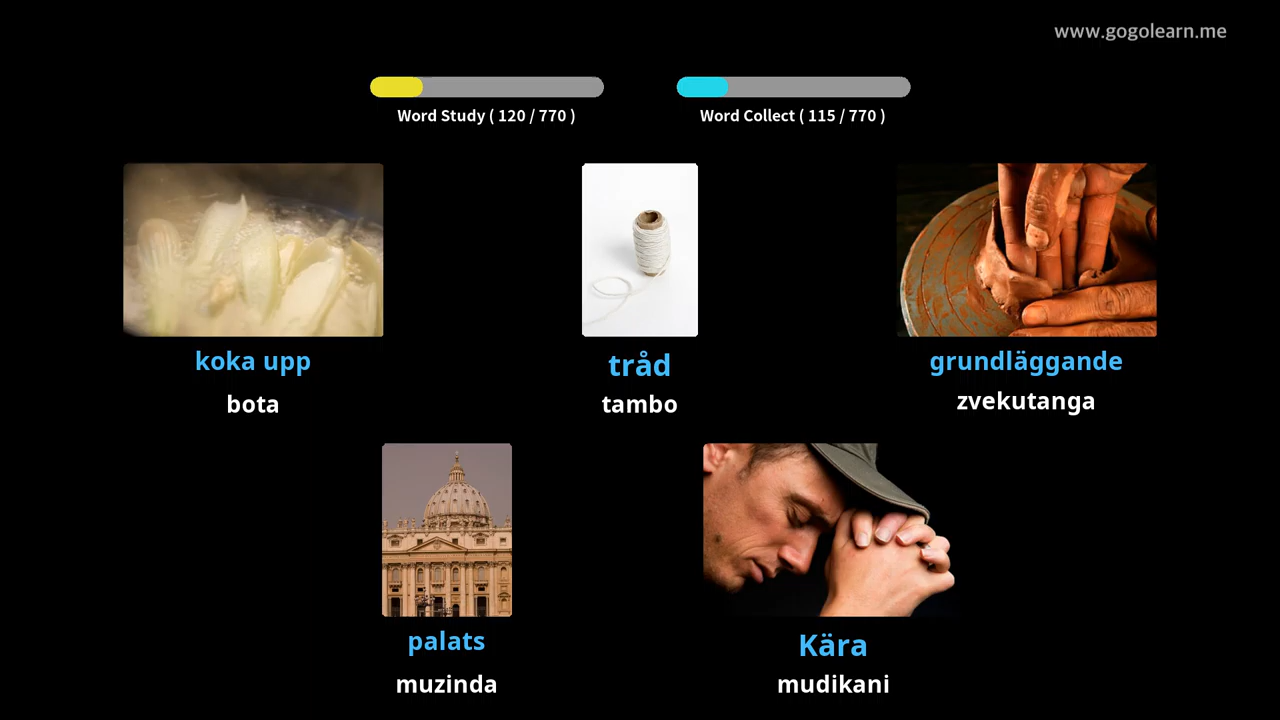 www.gogolearn.me
Word Study ( 120 / 770 )
Word Collect ( 115 / 770 )
koka upp
bota
tråd
tambo
grundläggande
zvekutanga
palats
muzinda
Kära
mudikani